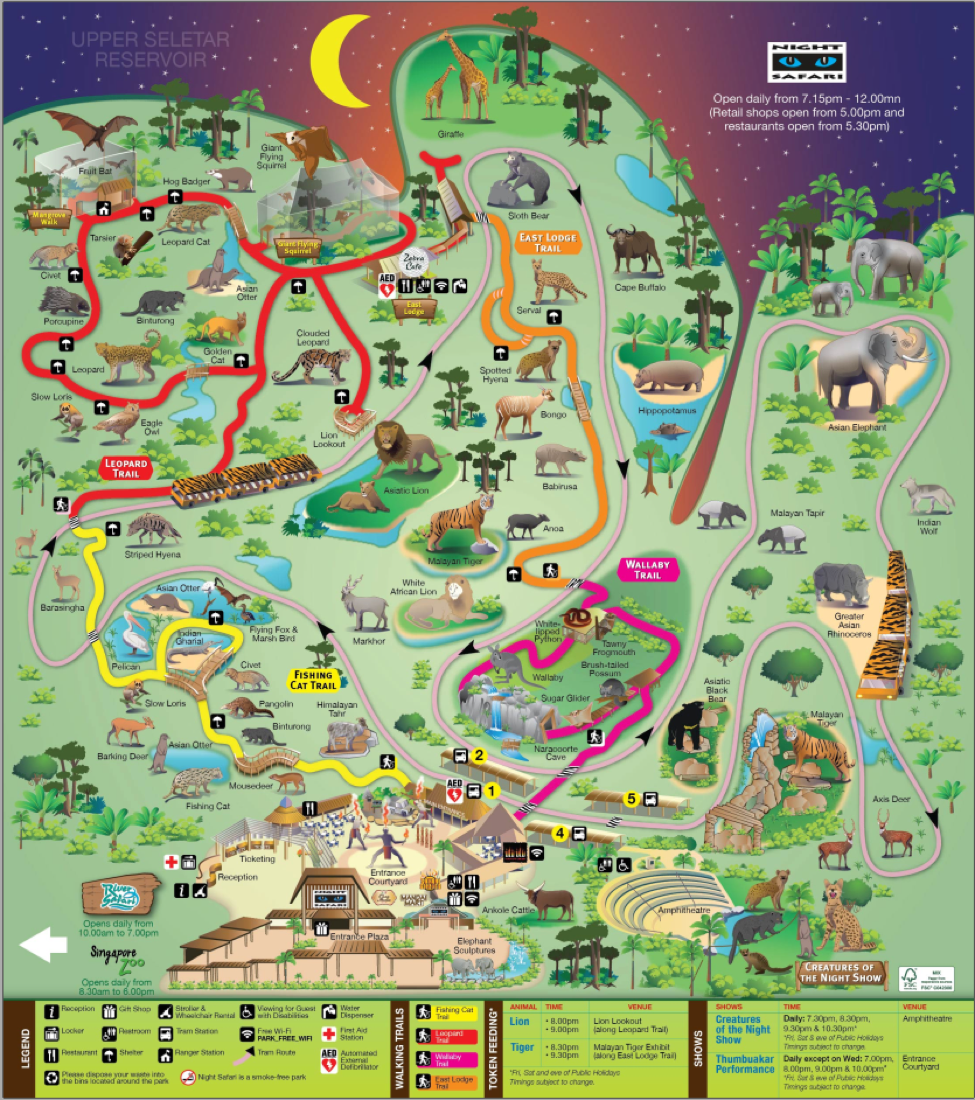 UPPER SELETAR
RESERVOIR
NIGHT
SAFARI
Open daily from 7.15pm - 12.00mn
(Retail shops open from 5.00pm and
restaurants open from 5.30pm)
Giraffe
Fruit Bat
Giant
Flying
Squirrel
Hog Badger
Mangrove
Walk
Tarsier
Leopard Cat
Giant Flying
Squirrel
Sloth Bear
EAST LODGE
TRAIL
Zebra
Cafe
AED
East
Lodge
Civet
Asian
Otter
Porcupine
Binturong
Serval
Cape Buffalo
Golden
Cat
Clouded
Leopard
Leopard
Spotted
Hyena
Slow Loris
Eagle
Owl
Lion
Lookout
Bongo
Hippopotamus
Asian Elephant
LEOPARD
TRAIL
Asiatic Lion
Babirusa
Malayan Tapir
Indian
Wolf
Striped Hyena
Anoa
Malayan Tiger
Barasingha
Asian Otter
White
African Lion
Markhor
WALLABY
TRAIL
Greater
Asian
Rhinoceros
Flying Fox &
Marsh Bird
Indian
Gharial
Pelican
White-
lipped
Python
Tawny
Frogmouth
Brush-tailed
Possum
Wallaby
Sugar Glider
Civet
FISHING
CAT TRAIL
Slow Loris
Pangolin
Himalayan
Tahr
Binturong
Asiatic
Black
Bear
Malayan
Tiger
Barking Deer
Asian Otter
Naracoorte
Cave
Mousedeer
Fishing Cat
2
AED
1
5
4
Axis Deer
Ticketing
Reception
Entrance
Courtyard
MANDAI
MART
NIGHT
SAFARI
Entrance Plaza
Ankole Cattle
Elephant
Sculptures
Amphitheatre
River
Safari
Opens daily from
10.00am to 7.00pm
Singapore
Zoo
Opens daily from
8.30am to 6.00pm
CREATURES OF
THE NIGHT SHOW
FSC
MIX
LEGEND
Reception
Gift Shop
Stroller &
Wheelchair Rental
Viewing for Guest
with Disabilities
Water
Dispenser
Locker
Restroom
Tram Station
Free Wi-Fi
PARK_FREE_WIFI
First Aid
Station
Restaurant
Shelter
Ranger Station
Tram Route
AED
Automated
External
Defibrillator
Please dispose your waste into
the bins located around the park
Night Safari is a smoke-free park
WALKING TRAILS
Fishing Cat
Trail
Leopard
Trail
Wallaby
Trail
East Lodge
Trail
TOKEN FEEDING*
ANIMAL TIME VENUE
Lion • 8.00pm Lion Lookout
• 9.00pm (along Leopard Trail)
Tiger • 8.30pm Malayan Tiger Exhibit
• 9.30pm (along East Lodge Trail)
*Fri, Sat and eve of Public Holidays
Timings subject to change.
SHOWS
SHOWS TIME VENUE
Creatures
of the Night
Show
Daily: 7.30pm, 8.30pm,
9.30pm & 10.30pm*
*Fri, Sat & eve of Public Holidays
Timings subject to change.
Amphitheatre
Thumbuakar
Performance
Daily except on Wed: 7.00pm,
8.00pm, 9.00pm & 10.00pm*
*Fri, Sat & eve of Public Holidays
Timings subject to change.
Entrance
Courtyard